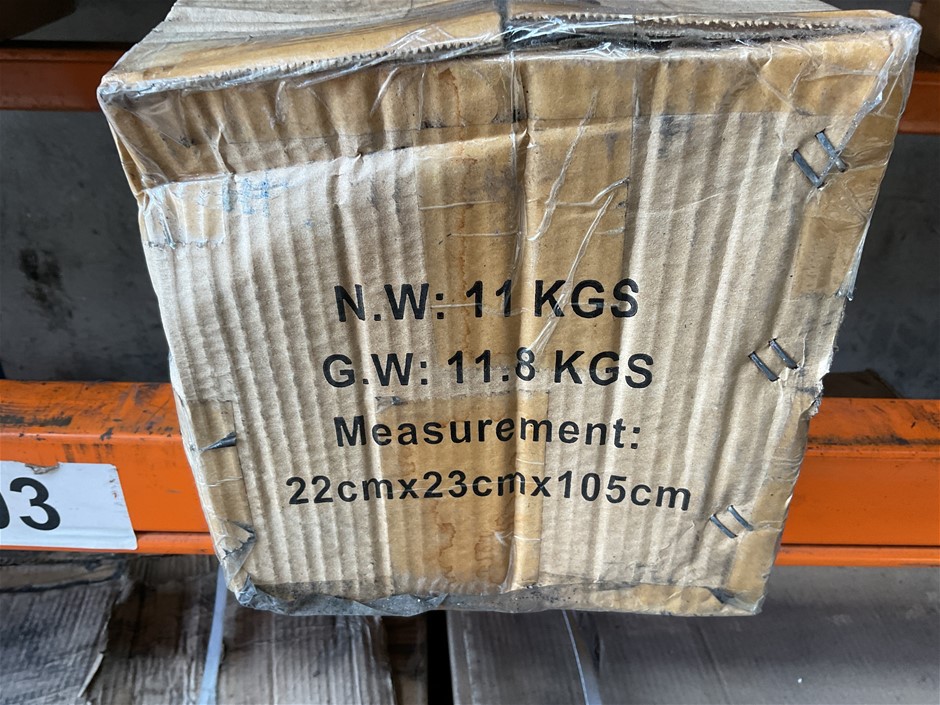 N.W: 11 KGS
G.W: 11.8 KGS
Measurement:
22cmx23cmx105cm
03